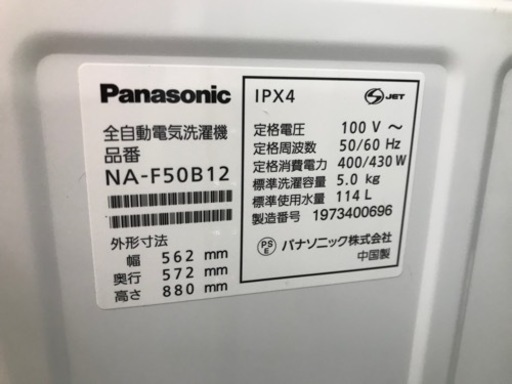 Panasonic
全自動電気洗濯機
品番
NA-F50B12
外形寸法
幅 562 mm
奥行 572 mm
高さ 880 mm
IPX4
S JET
定格電圧 100 V ～
定格周波数 50/60 Hz
定格消費電力 400/430 W
標準洗濯容量 5.0 kg
標準使用水量 114 L
製造番号 1973400696
PS E パナソニック株式会社
中国製